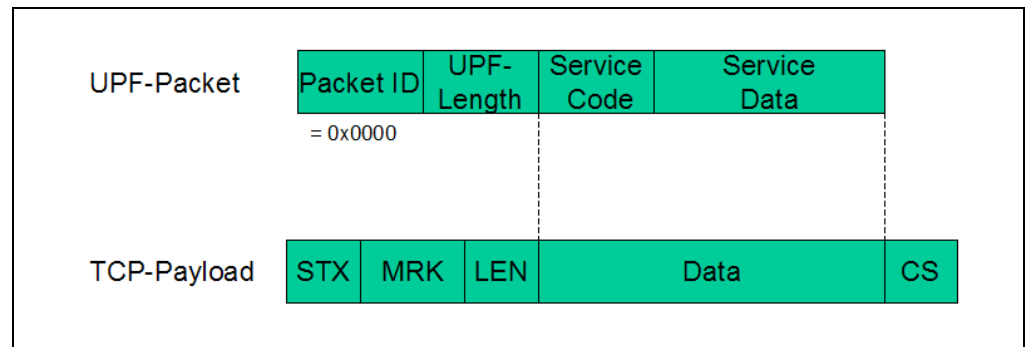 UPF-Packet
Packet ID
UPF-
Length
Service
Code
Service
Data
= 0x0000
TCP-Payload
STX
MRK
LEN
Data
CS